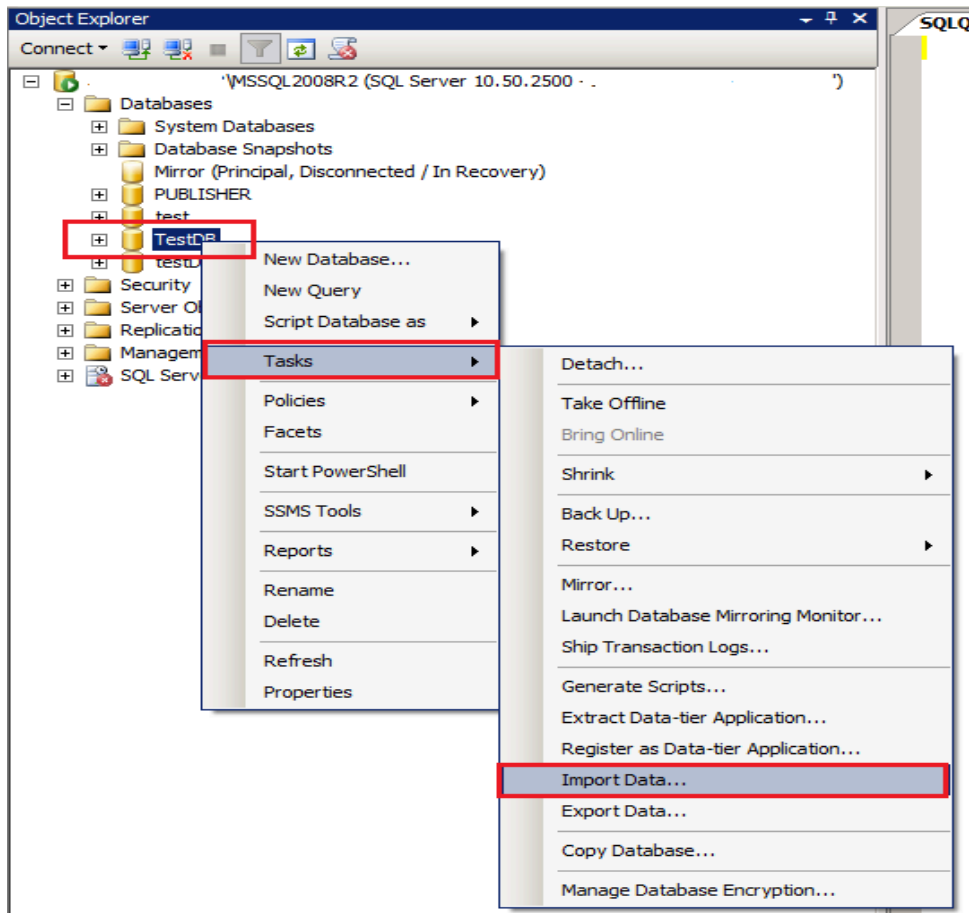 Object Explorer
SQLQ
Connect
'\MSSQL2008R2 (SQL Server 10.50.2500 - . ')
Databases
System Databases
Database Snapshots
Mirror (Principal, Disconnected / In Recovery)
PUBLISHER
test
TestDB
testD
Security
Server Ob
Replicatio
Managem
SQL Serv
New Database...
New Query
Script Database as
Tasks
Policies
Facets
Start PowerShell
SSMS Tools
Reports
Rename
Delete
Refresh
Properties
Detach...
Take Offline
Bring Online
Shrink
Back Up...
Restore
Mirror...
Launch Database Mirroring Monitor...
Ship Transaction Logs...
Generate Scripts...
Extract Data-tier Application...
Register as Data-tier Application...
Import Data...
Export Data...
Copy Database...
Manage Database Encryption...